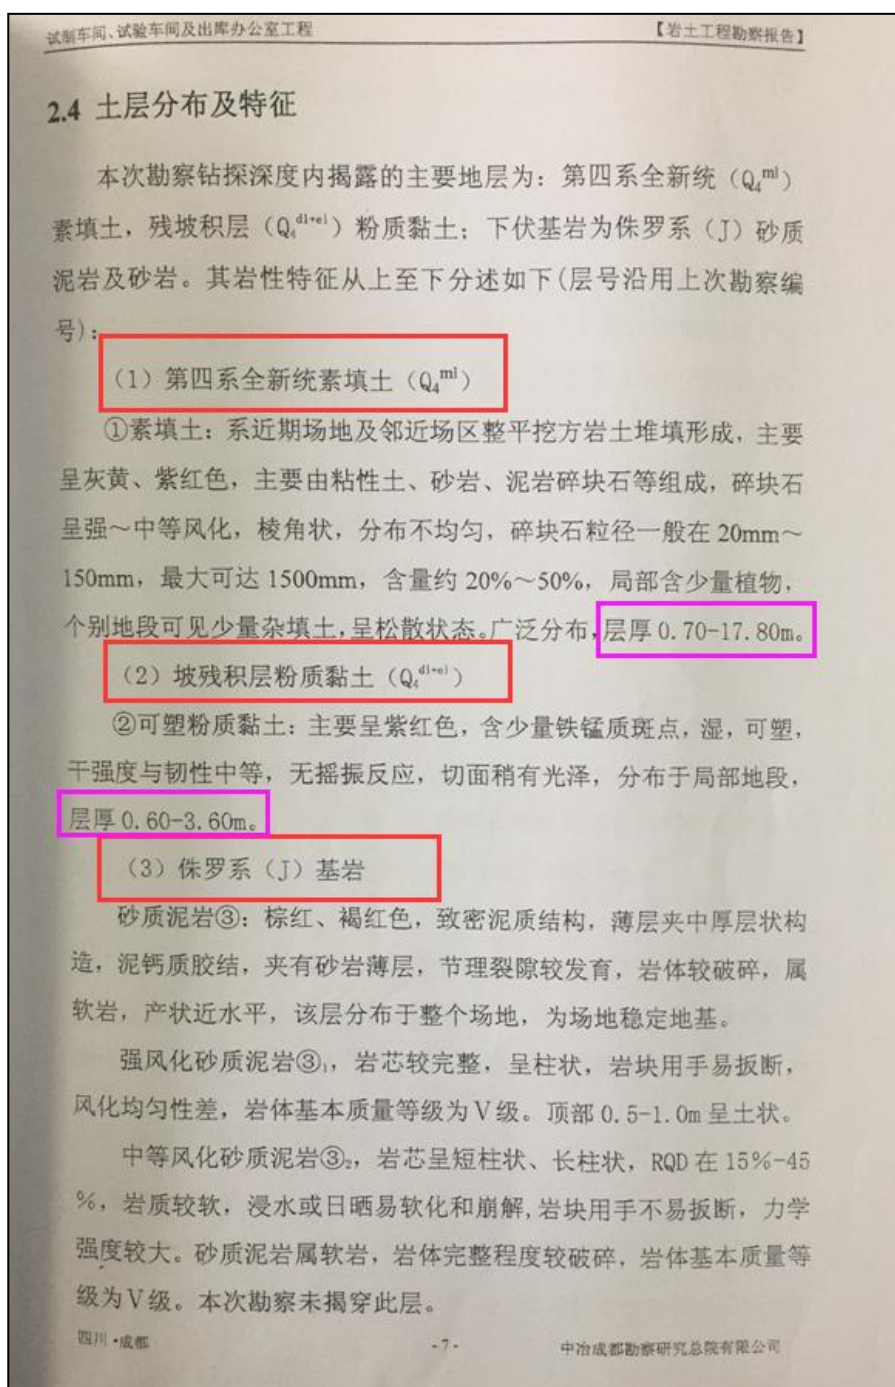 试制车间、试验车间及出库办公室工程 【岩土工程勘察报告】
2.4 土层分布及特征
本次勘察钻探深度内揭露的主要地层为：第四系全新统（Q₄ᵐˡ）
素填土，残坡积层（Q₄ᵈˡ⁺ᵉˡ）粉质黏土；下伏基岩为侏罗系（J）砂质
泥岩及砂岩。其岩性特征从上至下分述如下(层号沿用上次勘察编
号)：
（1）第四系全新统素填土（Q₄ᵐˡ）
①素填土：系近期场地及邻近场区整平挖方岩土堆填形成，主要
呈灰黄、紫红色，主要由粘性土、砂岩、泥岩碎块石等组成，碎块石
呈强～中等风化，棱角状，分布不均匀，碎块石粒径一般在 20mm～
150mm，最大可达 1500mm，含量约 20%～50%，局部含少量植物，
个别地段可见少量杂填土,呈松散状态。广泛分布,层厚 0.70-17.80m。
（2）坡残积层粉质黏土（Q₄ᵈˡ⁺ᵉˡ）
②可塑粉质黏土：主要呈紫红色，含少量铁锰质斑点，湿，可塑，
干强度与韧性中等，无摇振反应，切面稍有光泽，分布于局部地段，
层厚 0.60-3.60m。
（3）侏罗系（J）基岩
砂质泥岩③：棕红、褐红色，致密泥质结构，薄层夹中厚层状构
造，泥钙质胶结，夹有砂岩薄层，节理裂隙较发育，岩体较破碎，属
软岩，产状近水平，该层分布于整个场地，为场地稳定地基。
强风化砂质泥岩③₁，岩芯较完整，呈柱状，岩块用手易扳断，
风化均匀性差，岩体基本质量等级为Ⅴ级。顶部 0.5-1.0m 呈土状。
中等风化砂质泥岩③₂，岩芯呈短柱状、长柱状，RQD 在 15%-45
%，岩质较软，浸水或日晒易软化和崩解,岩块用手不易扳断，力学
强度较大。砂质泥岩属软岩，岩体完整程度较破碎，岩体基本质量等
级为Ⅴ级。本次勘察未揭穿此层。
四川·成都 -7- 中冶成都勘察研究总院有限公司